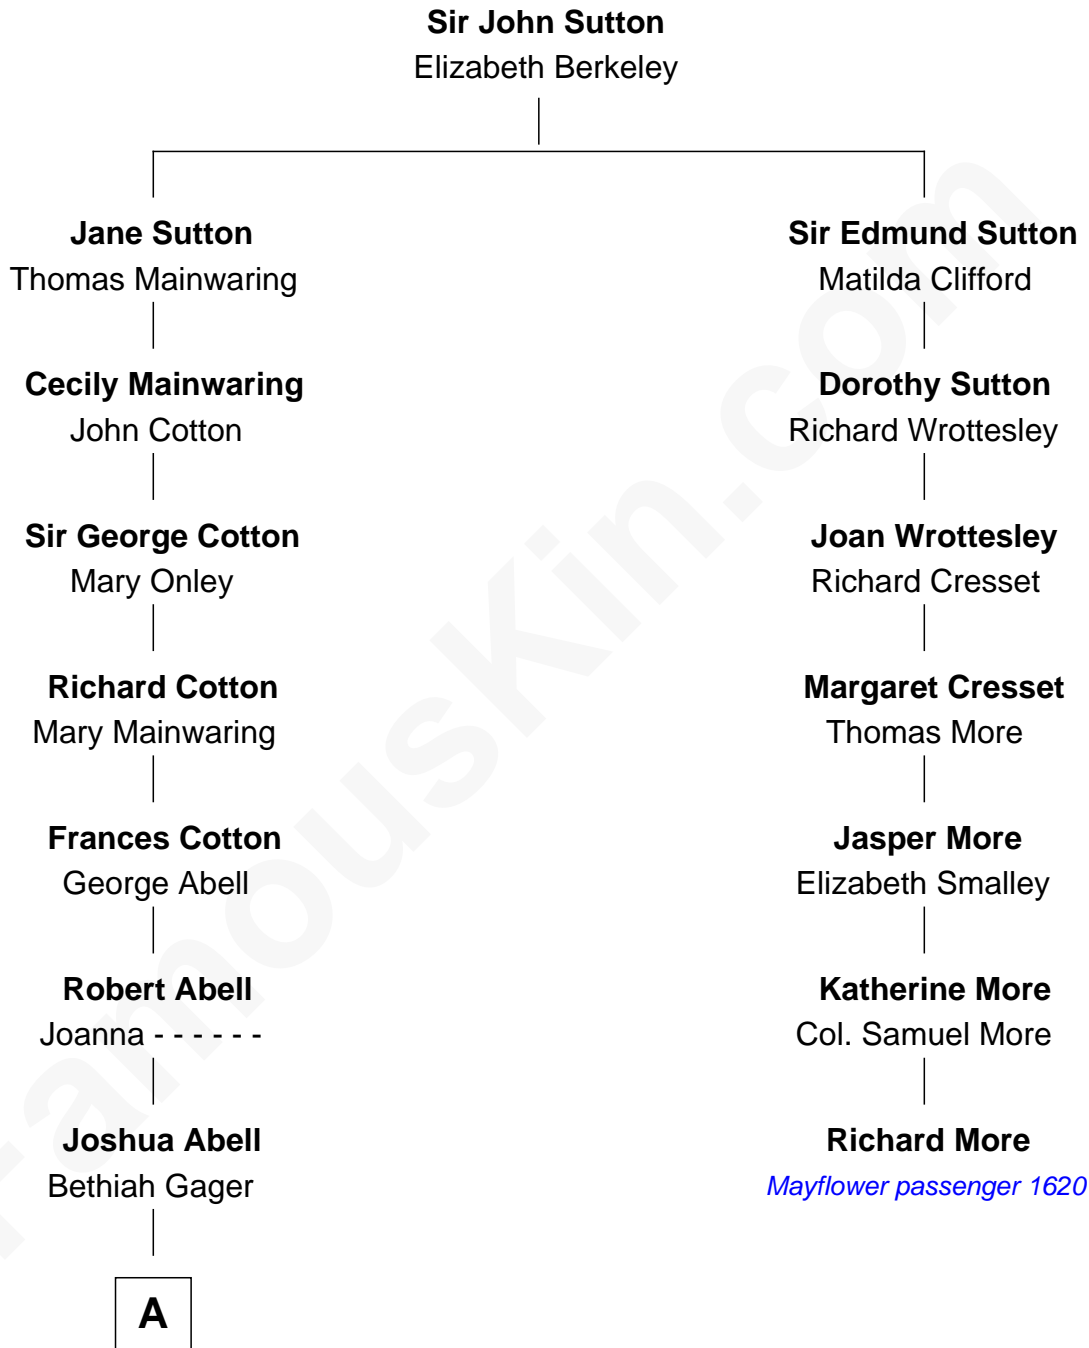 Sir John Sutton
Elizabeth Berkeley
Jane Sutton
Thomas Mainwaring
Sir Edmund Sutton
Matilda Clifford
Cecily Mainwaring
John Cotton
Dorothy Sutton
Richard Wrottesley
Sir George Cotton
Mary Onley
Joan Wrottesley
Richard Cresset
Richard Cotton
Mary Mainwaring
Margaret Cresset
Thomas More
Frances Cotton
George Abell
Jasper More
Elizabeth Smalley
Robert Abell
Joanna - - - - - -
Katherine More
Col. Samuel More
Joshua Abell
Bethiah Gager
Richard More
Mayflower passenger 1620
A
FamousKin.com